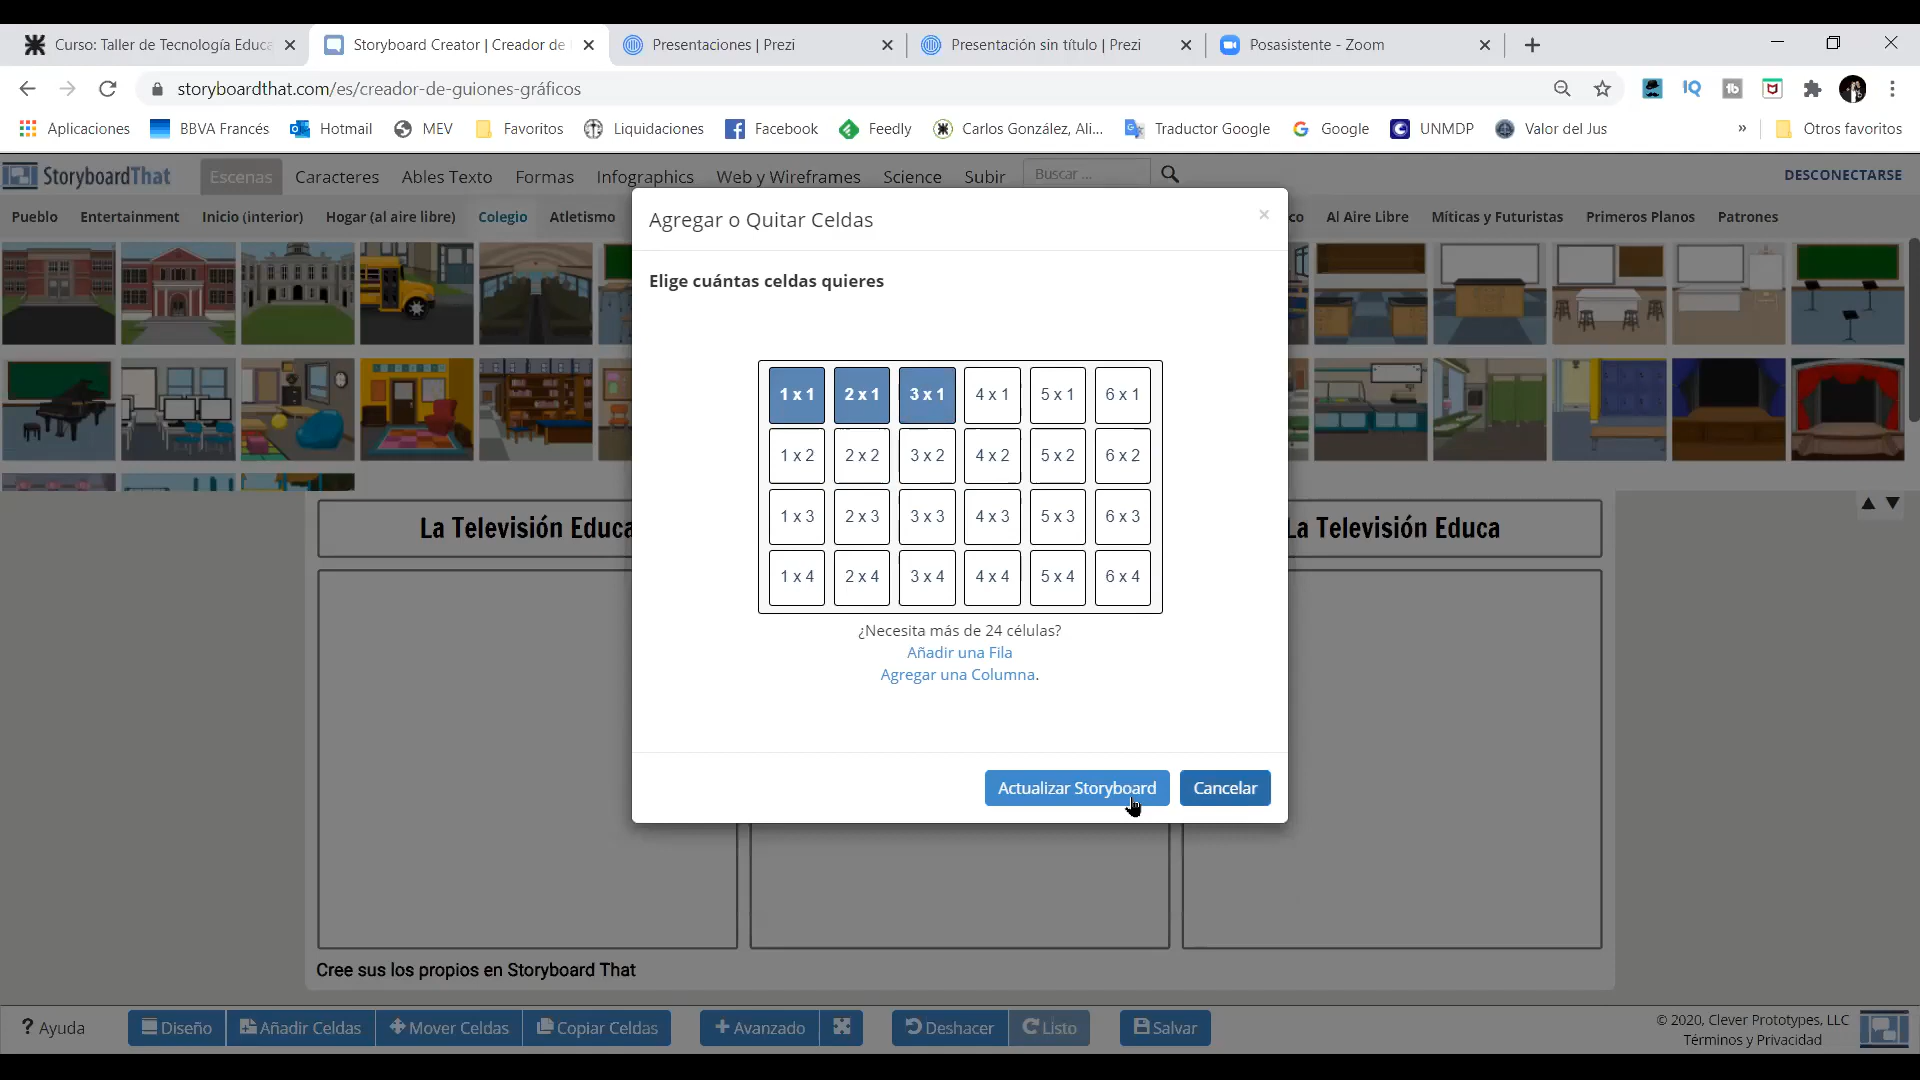 Curso: Taller de Tecnología Educa
Storyboard Creator | Creador de
Presentaciones | Prezi
Presentación sin título | Prezi
Posasistente - Zoom
storyboardthat.com/es/creador-de-guiones-gráficos
Aplicaciones
BBVA Francés
Hotmail
MEV
Favoritos
Liquidaciones
Facebook
Feedly
Carlos González, Ali...
Traductor Google
Google
UNMDP
Valor del Jus
»
Otros favoritos
StoryboardThat
Escenas
Caracteres
Ables Texto
Formas
Infographics
Web y Wireframes
Science
Subir
Buscar ...
DESCONECTARSE
Pueblo
Entertainment
Inicio (interior)
Hogar (al aire libre)
Colegio
Atletismo
co
Al Aire Libre
Míticas y Futuristas
Primeros Planos
Patrones
Agregar o Quitar Celdas
×
Elige cuántas celdas quieres
1 x 1 2 x 1 3 x 1 4 x 1 5 x 1 6 x 1
1 x 2 2 x 2 3 x 2 4 x 2 5 x 2 6 x 2
1 x 3 2 x 3 3 x 3 4 x 3 5 x 3 6 x 3
1 x 4 2 x 4 3 x 4 4 x 4 5 x 4 6 x 4
¿Necesita más de 24 células?
Añadir una Fila
Agregar una Columna.
Actualizar Storyboard
Cancelar
La Televisión Educa
La Televisión Educa
Cree sus los propios en Storyboard That
? Ayuda
Diseño
Añadir Celdas
Mover Celdas
Copiar Celdas
+ Avanzado
Deshacer
Listo
Salvar
© 2020, Clever Prototypes, LLC
Términos y Privacidad